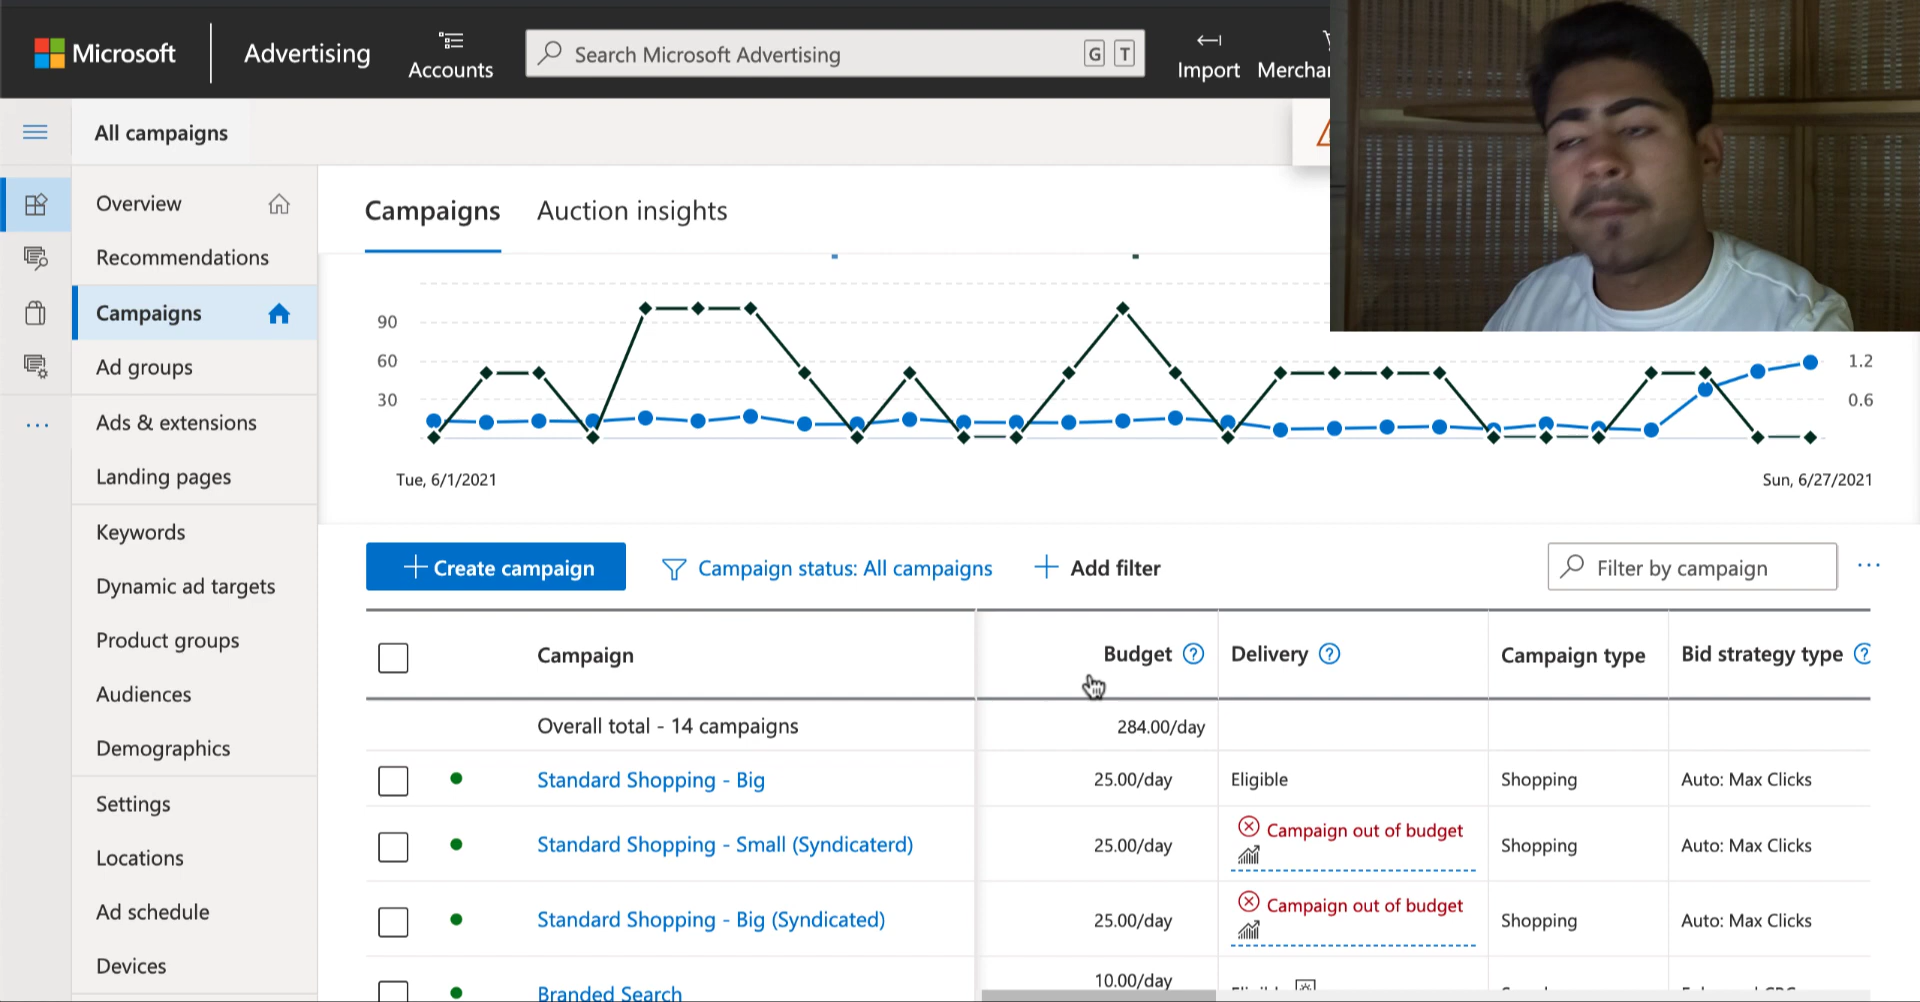 Microsoft Advertising
Accounts
Search Microsoft Advertising G T
Import
Merchan
All campaigns
Overview
Recommendations
Campaigns
Ad groups
Ads & extensions
Landing pages
Keywords
Dynamic ad targets
Product groups
Audiences
Demographics
Settings
Locations
Ad schedule
Devices
Campaigns Auction insights
90
60 1.2
30 0.6
Tue, 6/1/2021 Sun, 6/27/2021
Create campaign Campaign status: All campaigns Add filter Filter by campaign
Campaign Budget Delivery Campaign type Bid strategy type
Overall total - 14 campaigns 284.00/day
Standard Shopping - Big 25.00/day Eligible Shopping Auto: Max Clicks
Standard Shopping - Small (Syndicaterd) 25.00/day Campaign out of budget Shopping Auto: Max Clicks
Standard Shopping - Big (Syndicated) 25.00/day Campaign out of budget Shopping Auto: Max Clicks
Branded Search 10.00/day